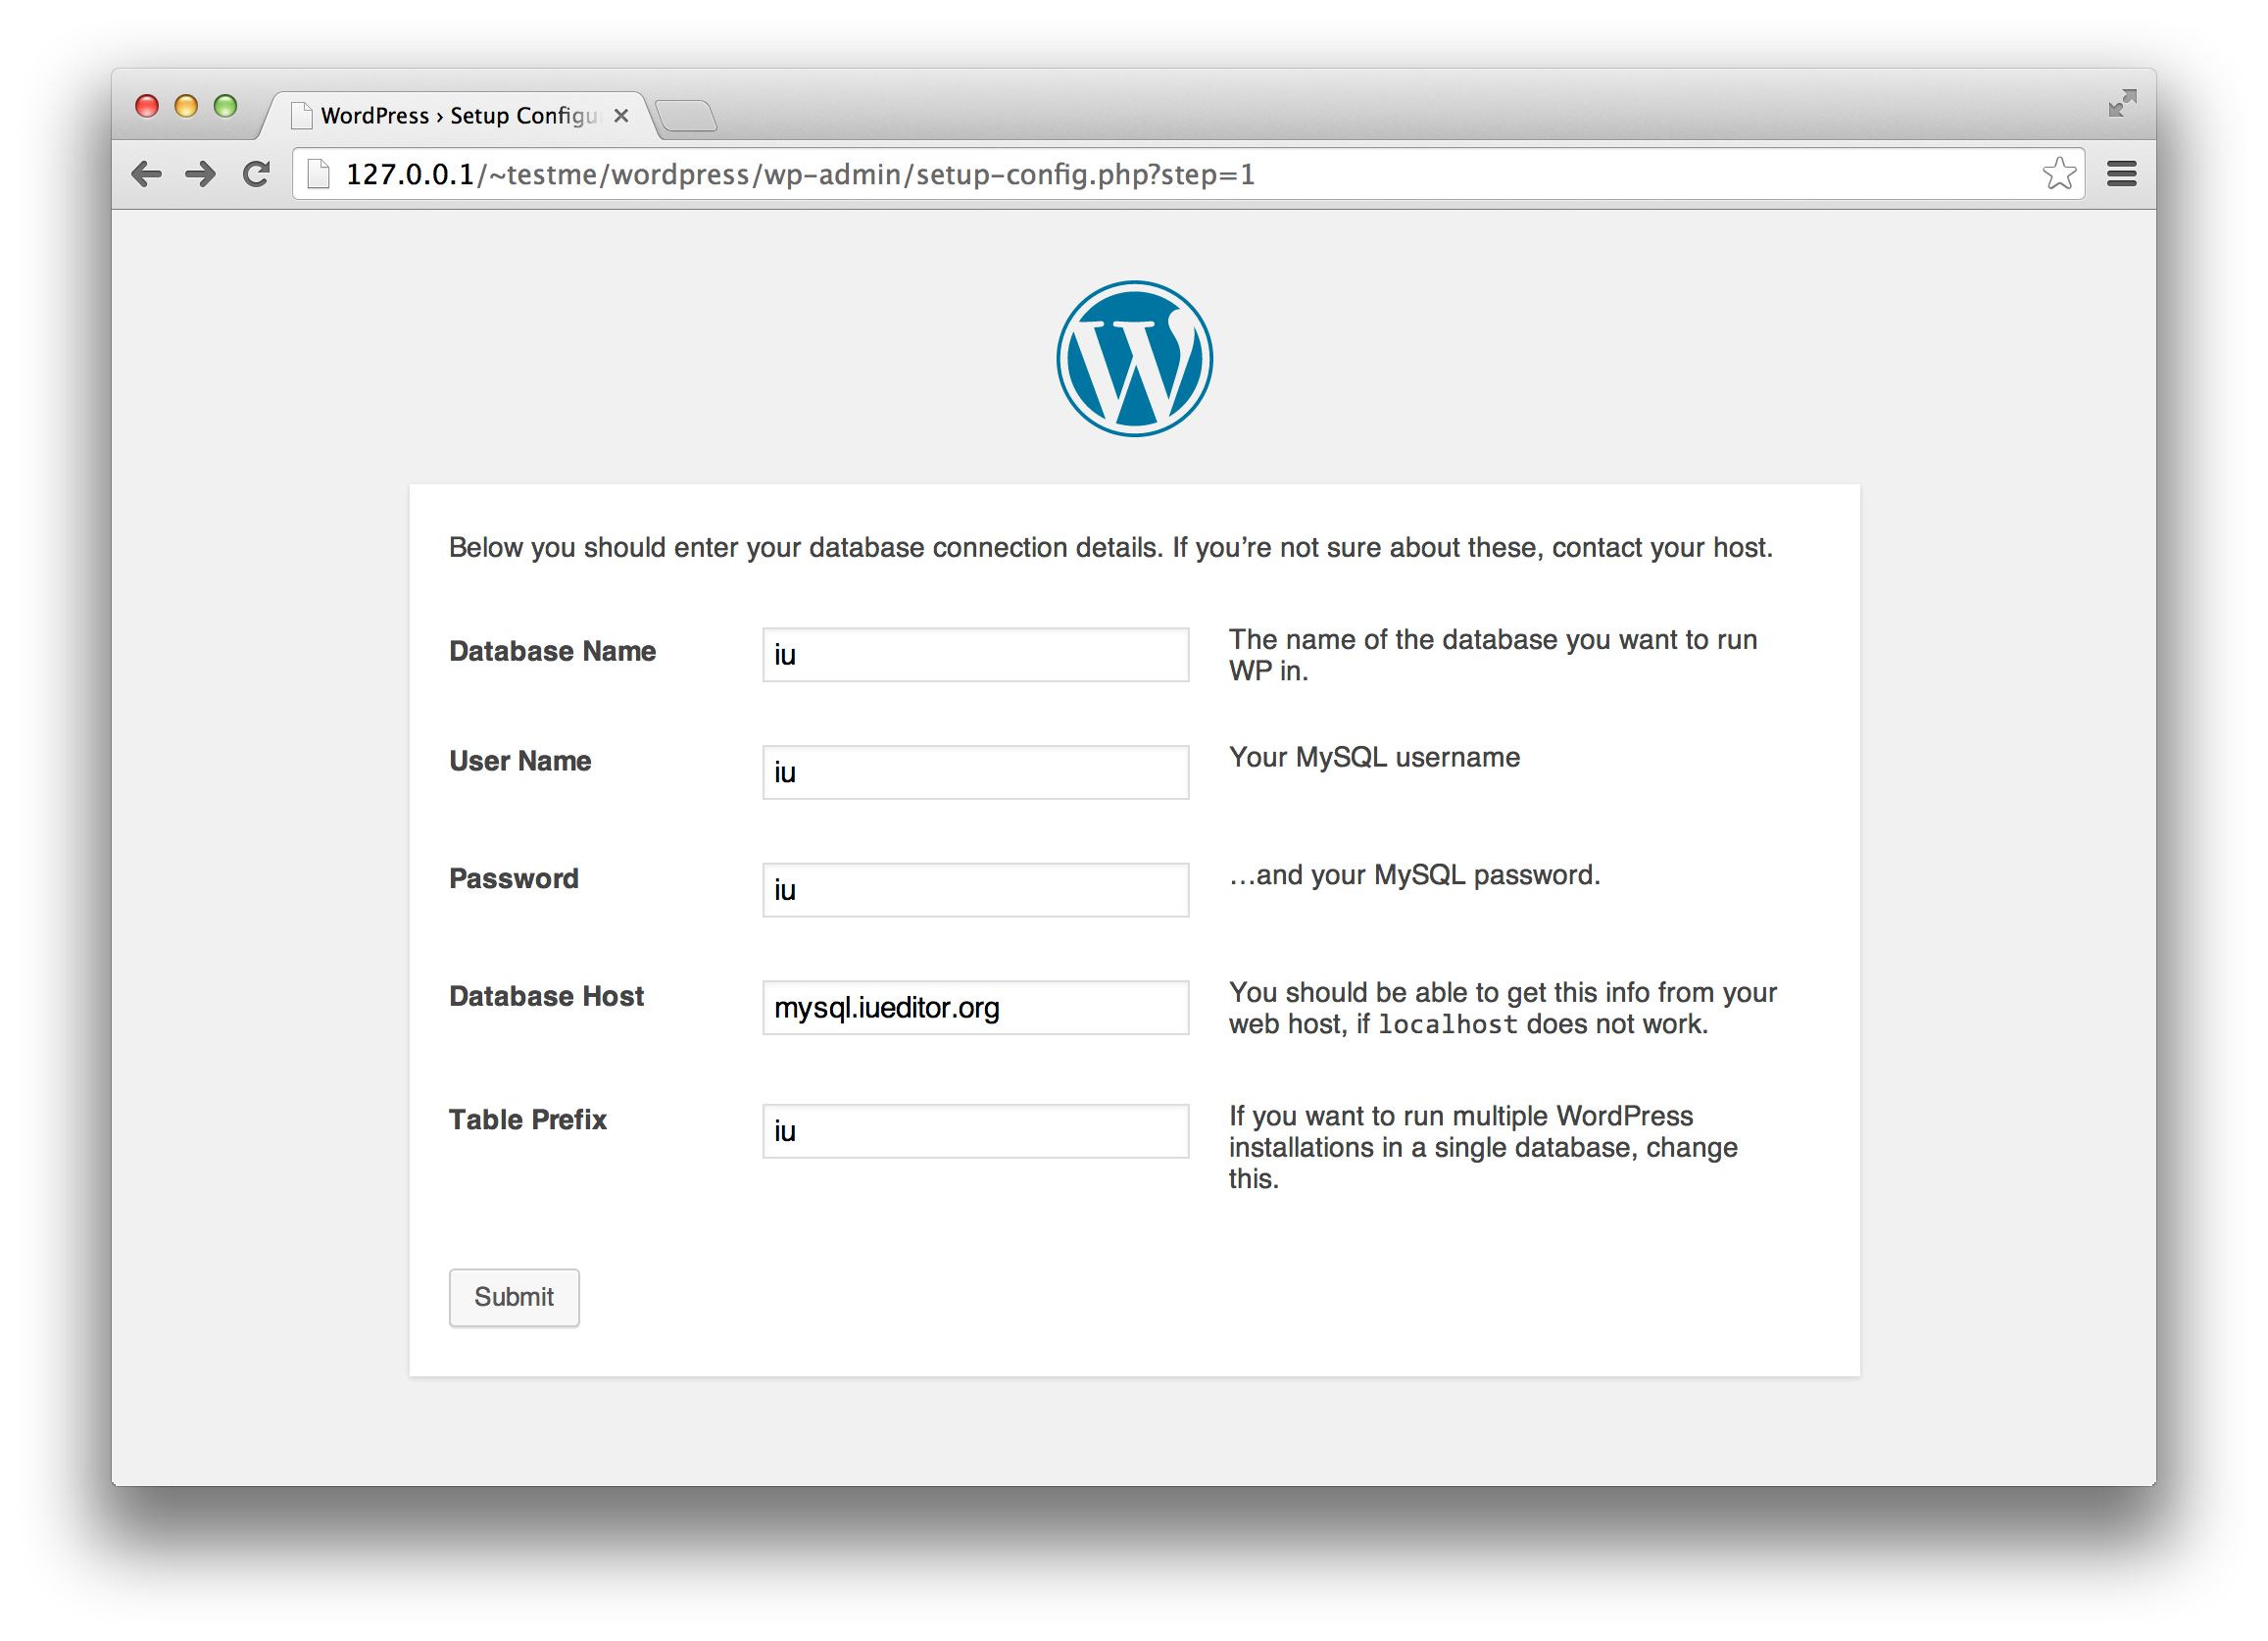 WordPress › Setup Configu
127.0.0.1/~testme/wordpress/wp-admin/setup-config.php?step=1
Below you should enter your database connection details. If you’re not sure about these, contact your host.
Database Name
iu
The name of the database you want to run
WP in.
User Name
iu
Your MySQL username
Password
iu
…and your MySQL password.
Database Host
mysql.iueditor.org
You should be able to get this info from your
web host, if localhost does not work.
Table Prefix
iu
If you want to run multiple WordPress
installations in a single database, change
this.
Submit